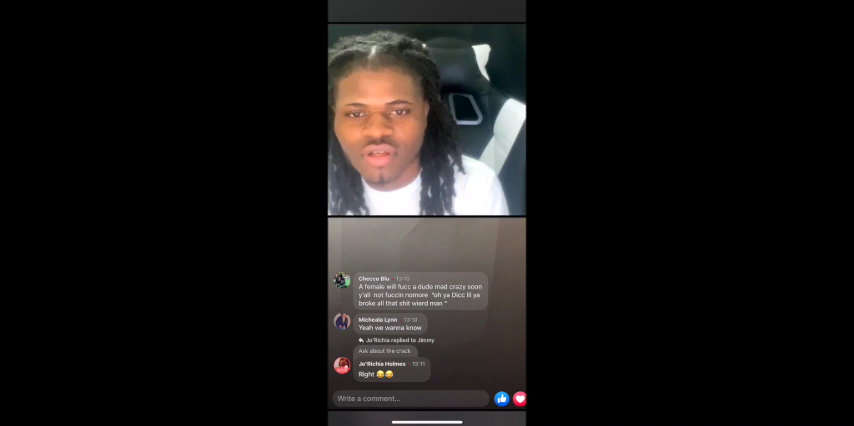 Checco Blu 13:10
A female will fucc a dude mad crazy soon
y'all not fuccin nomore "oh ya Dicc lil ya
broke all that shit wierd man "
Micheala Lynn · 13:10
Yeah we wanna know
Jo'Richia replied to Jimmy
Ask about the crack
Jo'Richia Holmes · 13:11
Right 😂😂
Write a comment...